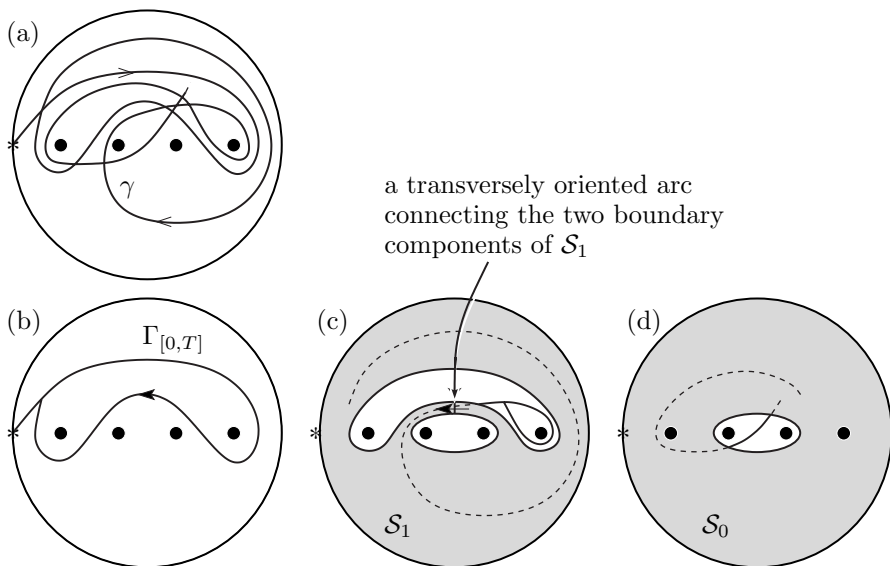 (a)
*
γ
a transversely oriented arc
connecting the two boundary
components of 𝒮₁
(b)
Γ[0,T]
*
(c)
*
𝒮₁
(d)
*
𝒮₀